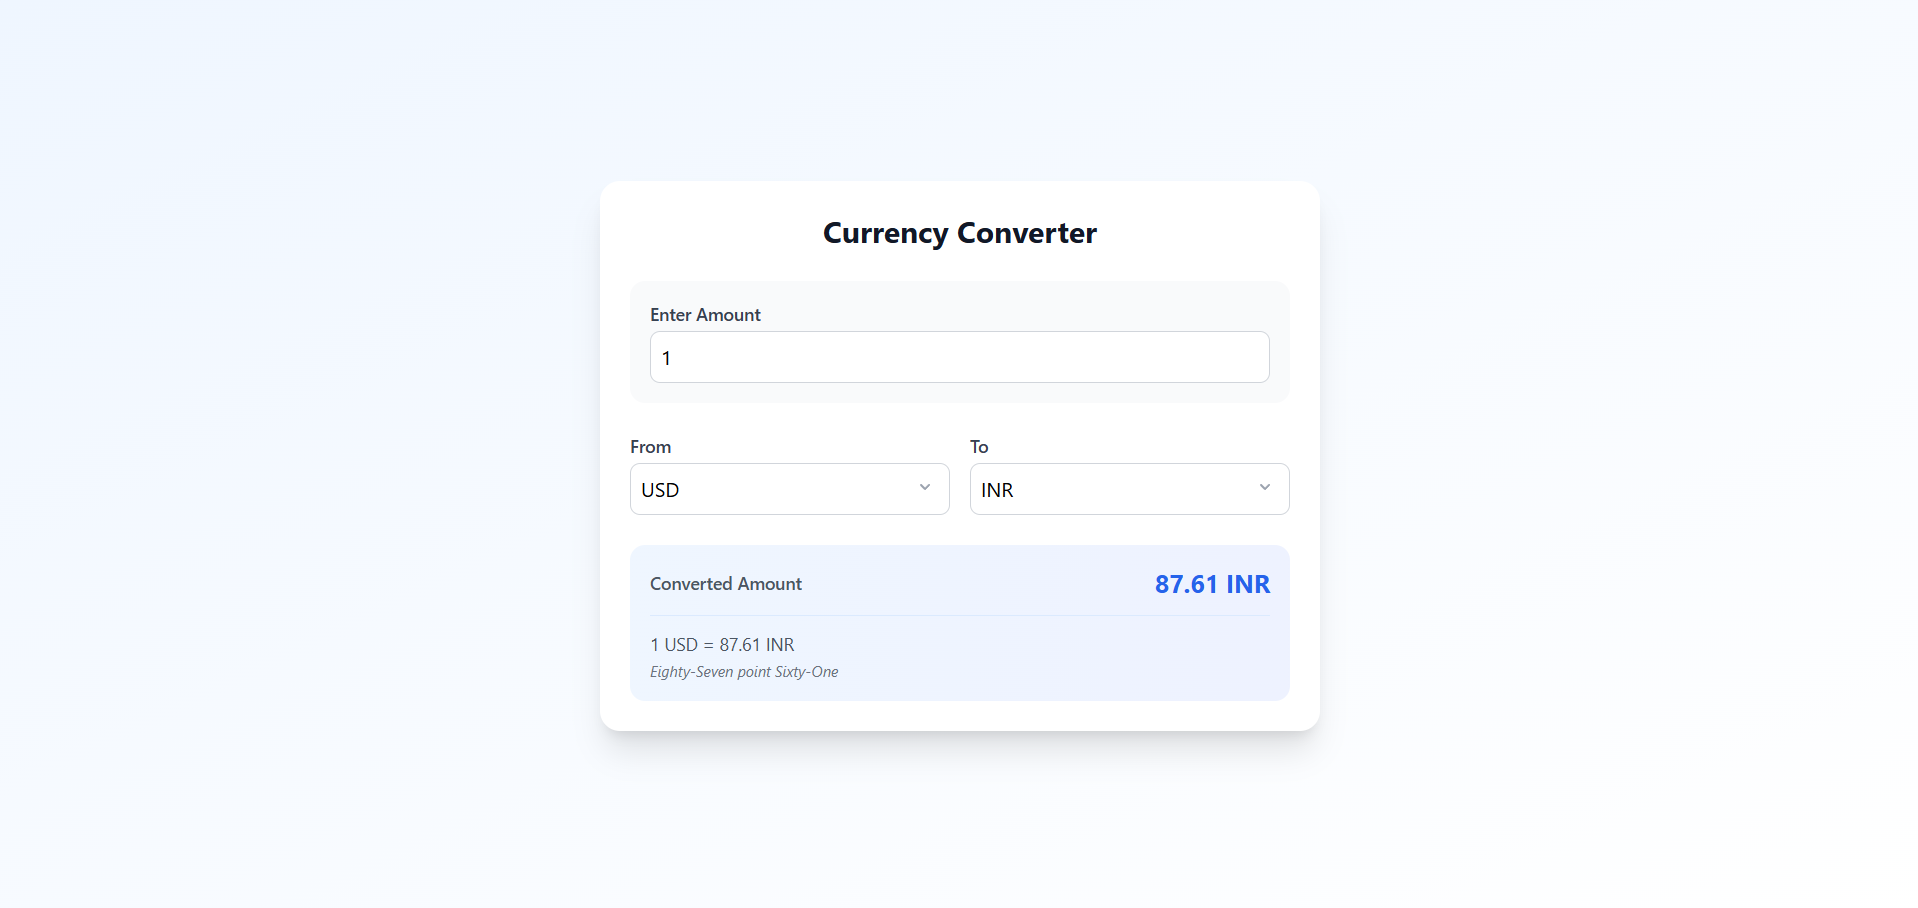 Currency Converter
Enter Amount
1
From
To
USD
INR
Converted Amount
87.61 INR
1 USD = 87.61 INR
Eighty-Seven point Sixty-One